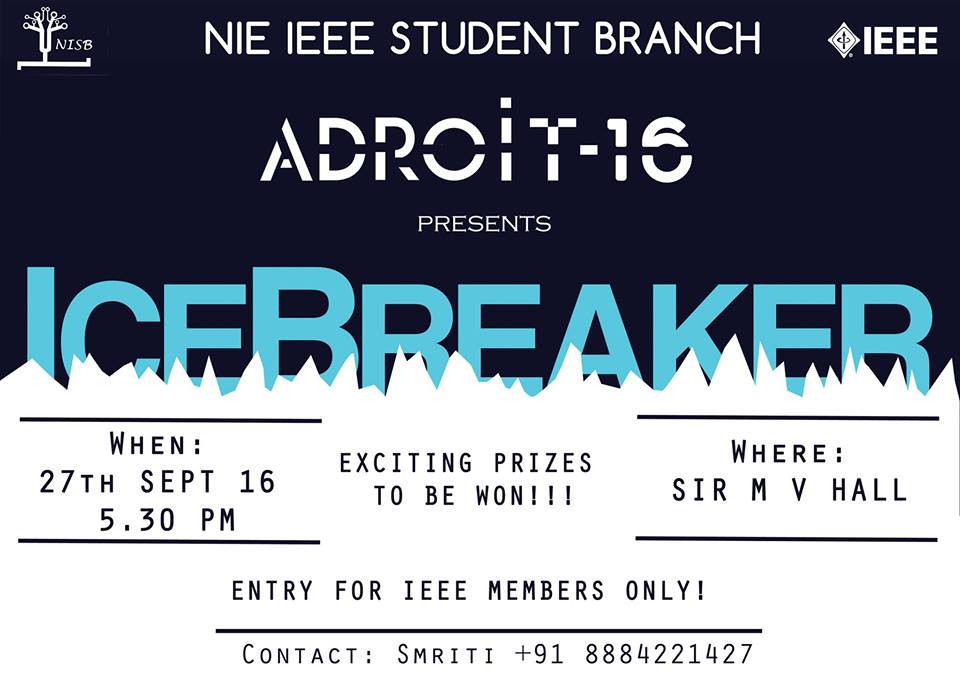 NISB
NIE IEEE STUDENT BRANCH
IEEE
ADROIT-16
PRESENTS
ICEBREAKER
WHEN:
27TH SEPT 16
5.30 PM
EXCITING PRIZES
TO BE WON!!!
WHERE:
SIR M V HALL
ENTRY FOR IEEE MEMBERS ONLY!
CONTACT: SMRITI +91 8884221427